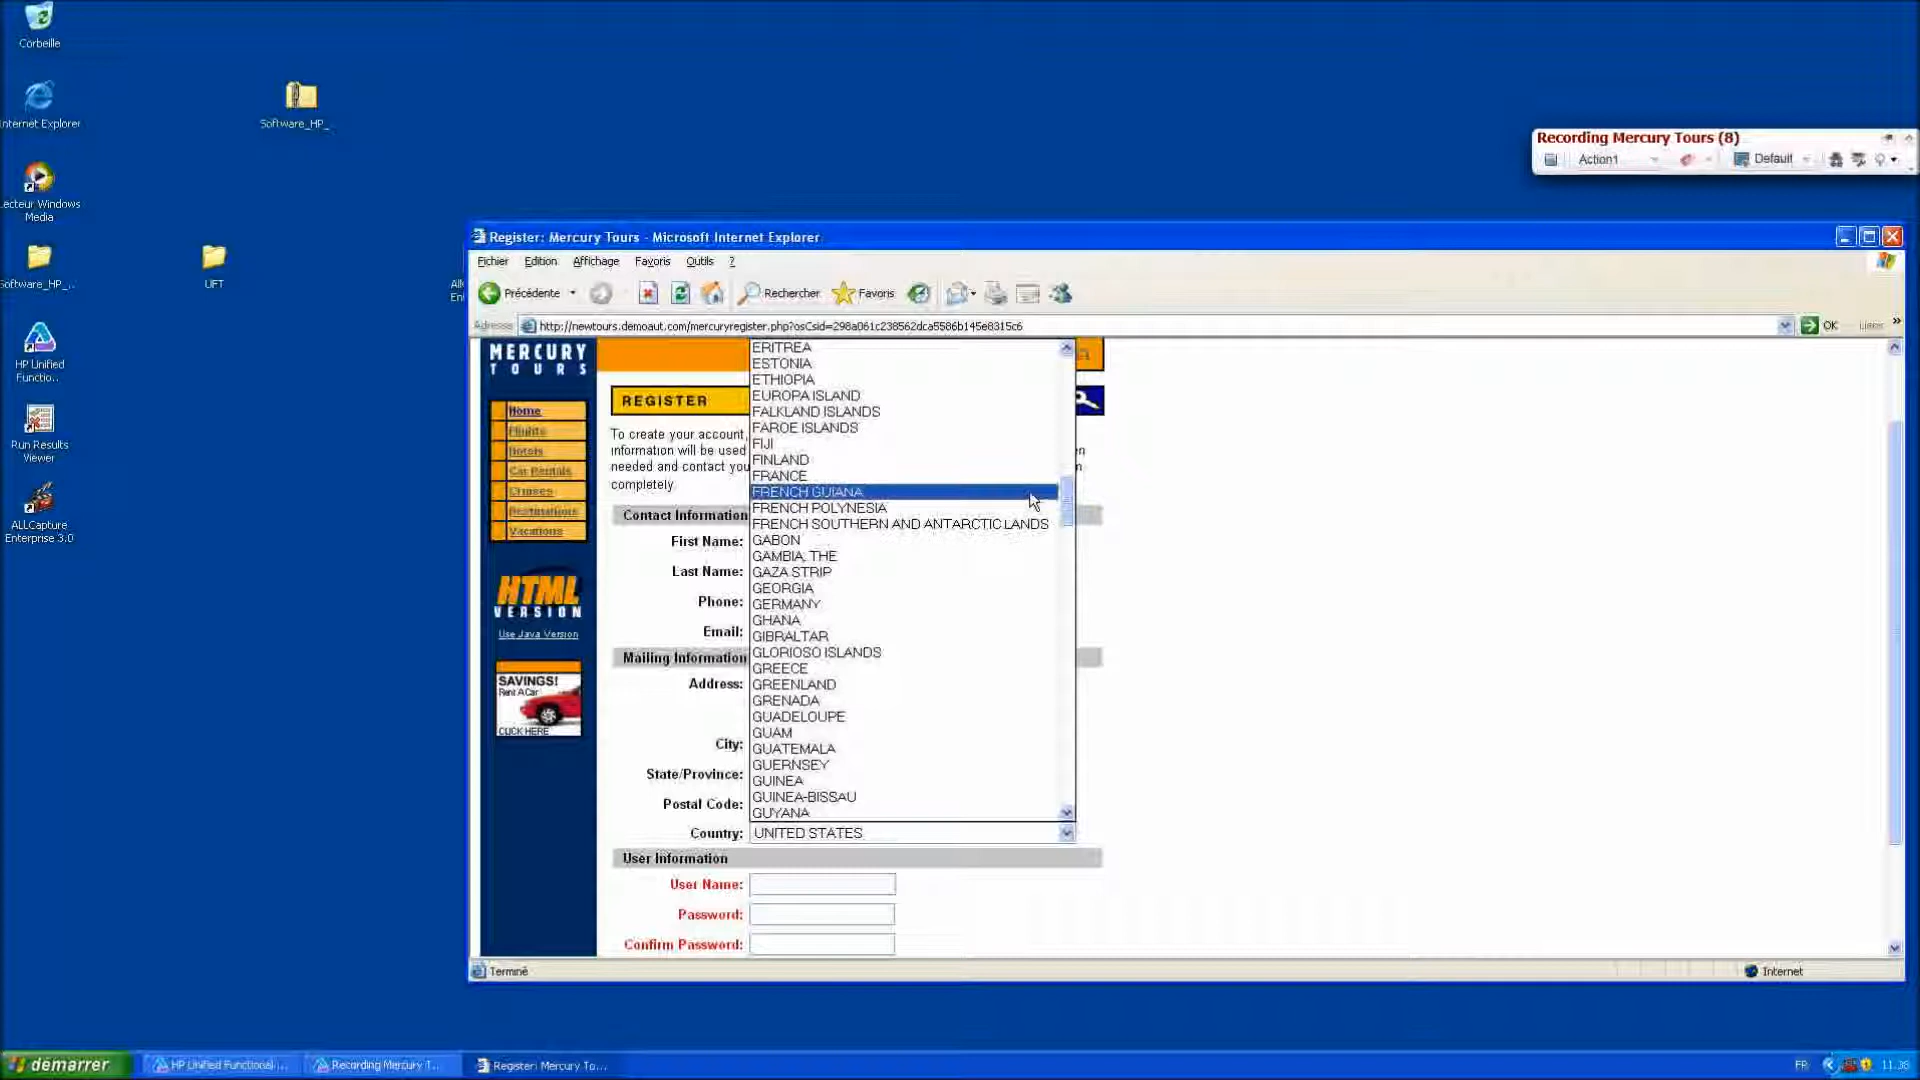 Corbeille
Internet Explorer
Software_HP_...
Lecteur Windows
Media
Software_HP_...
UFT
HP Unified
Functio...
Run Results
Viewer
ALLCapture
Enterprise 3.0
Recording Mercury Tours (8)
Action1
Default
Register: Mercury Tours - Microsoft Internet Explorer
Fichier Edition Affichage Favoris Outils ?
Précédente Rechercher Favoris
Adresse http://newtours.demoaut.com/mercuryregister.php?osCsid=298a061c238562dca5586b145e8315c6 OK Liens »
MERCURY
TOURS
Home
Flights
Hotels
Car Rentals
Cruises
Destinations
Vacations
HTML
VERSION
Use Java Version
SAVINGS!
Rent A Car
CLICK HERE
REGISTER
To create your account,
information will be used
needed and contact you
completely.
Contact Information
First Name:
Last Name:
Phone:
Email:
Mailing Information
Address:
City:
State/Province:
Postal Code:
Country: UNITED STATES
ERITREA
ESTONIA
ETHIOPIA
EUROPA ISLAND
FALKLAND ISLANDS
FAROE ISLANDS
FIJI
FINLAND
FRANCE
FRENCH GUIANA
FRENCH POLYNESIA
FRENCH SOUTHERN AND ANTARCTIC LANDS
GABON
GAMBIA, THE
GAZA STRIP
GEORGIA
GERMANY
GHANA
GIBRALTAR
GLORIOSO ISLANDS
GREECE
GREENLAND
GRENADA
GUADELOUPE
GUAM
GUATEMALA
GUERNSEY
GUINEA
GUINEA-BISSAU
GUYANA
User Information
User Name:
Password:
Confirm Password:
Terminé
Internet
démarrer
HP Unified Functional ...
Recording Mercury T...
Register: Mercury To...
FR
11:38